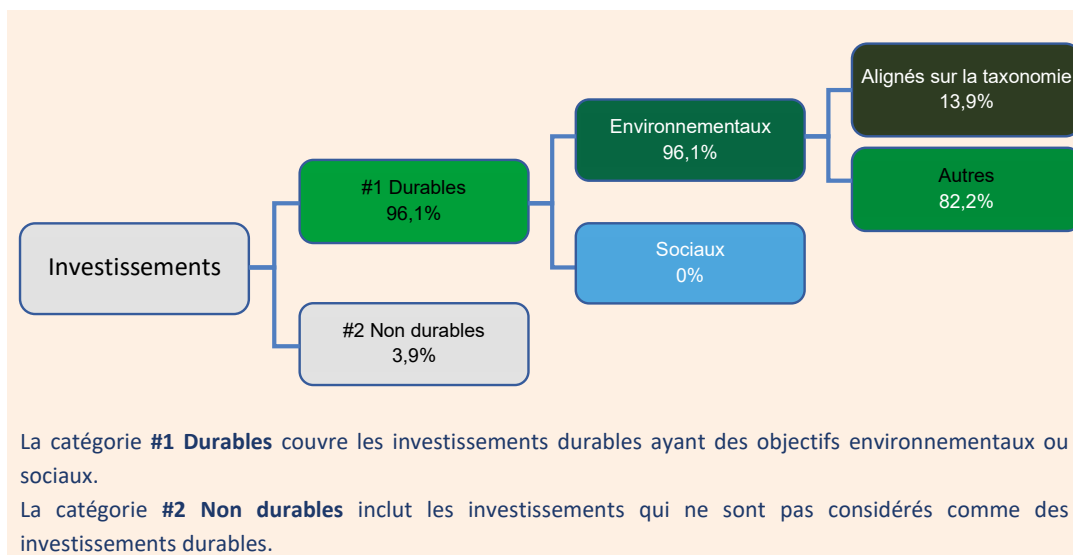 Investissements
#1 Durables
96,1%
#2 Non durables
3,9%
Environnementaux
96,1%
Sociaux
0%
Alignés sur la taxonomie
13,9%
Autres
82,2%
La catégorie #1 Durables couvre les investissements durables ayant des objectifs environnementaux ou
sociaux.
La catégorie #2 Non durables inclut les investissements qui ne sont pas considérés comme des
investissements durables.